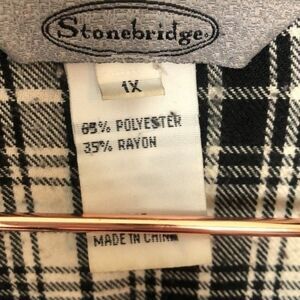 Stonebridge
1X
65% POLYESTER
35% RAYON
MADE IN CHINA